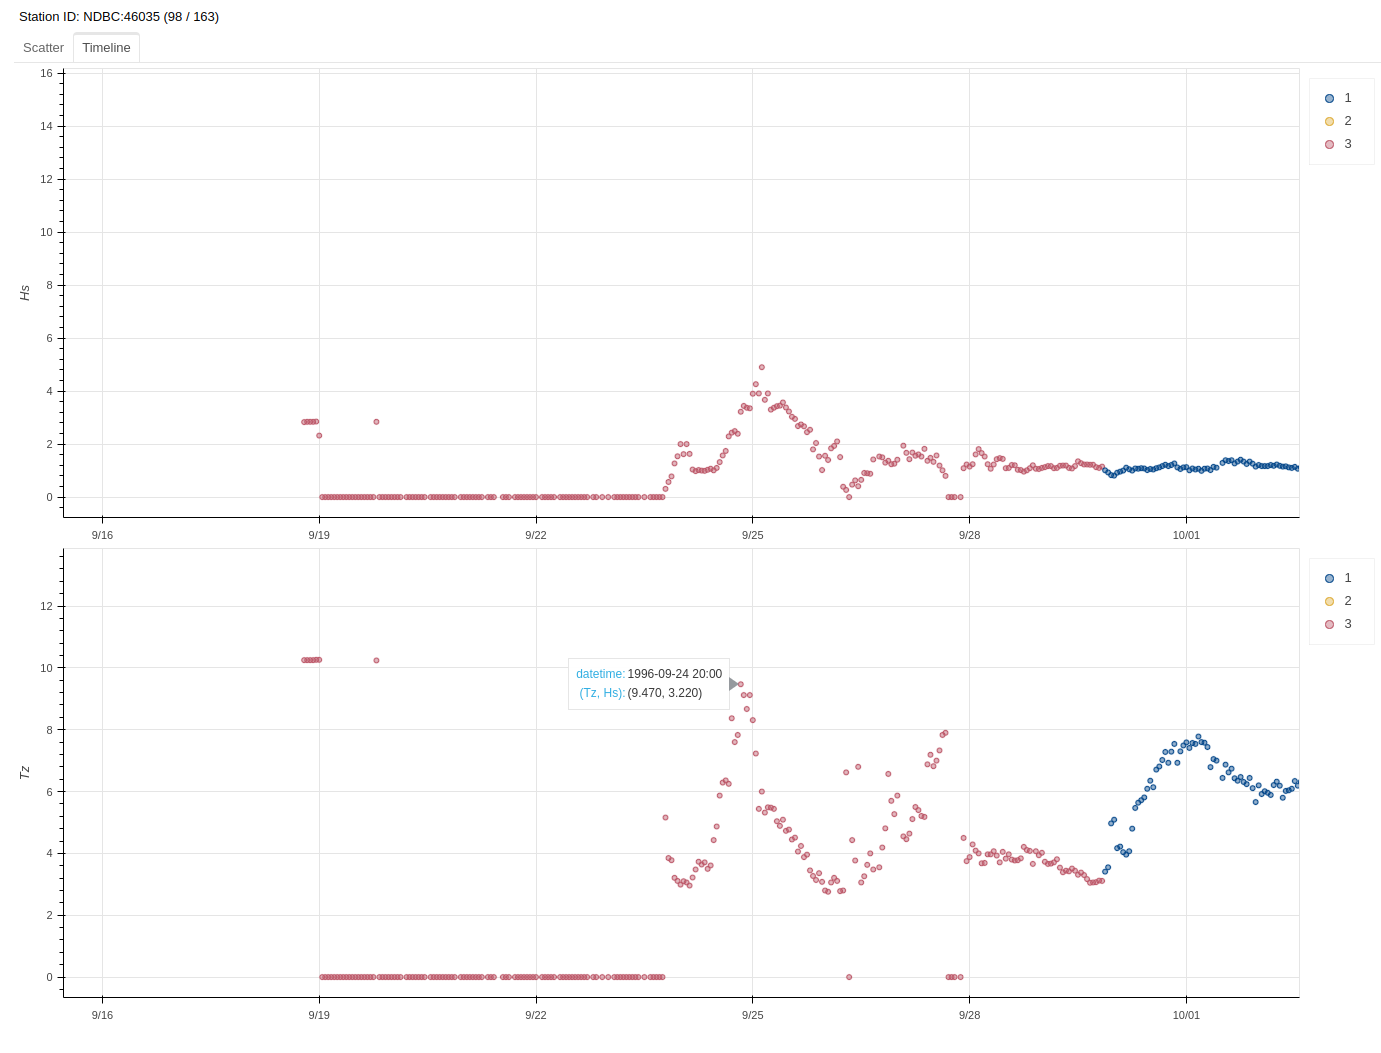 Station ID: NDBC:46035 (98 / 163)
Scatter Timeline
16
14
12
10
8
6
4
2
0
Hs
9/16 9/19 9/22 9/25 9/28 10/01
1
2
3
12
10
8
6
4
2
0
Tz
datetime: 1996-09-24 20:00
(Tz, Hs): (9.470, 3.220)
9/16 9/19 9/22 9/25 9/28 10/01
1
2
3